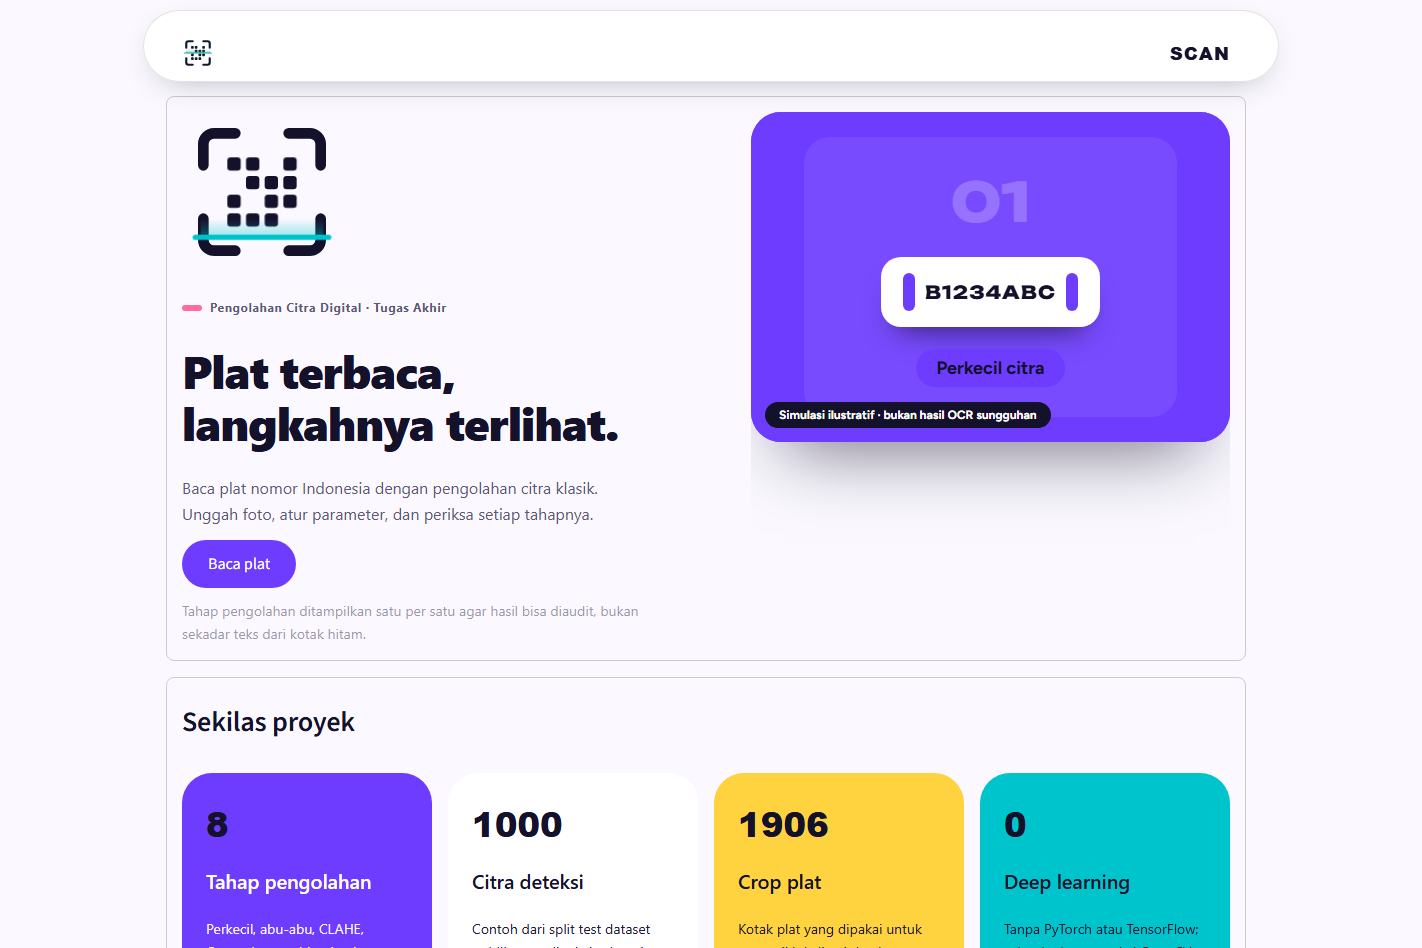 SCAN
Pengolahan Citra Digital · Tugas Akhir
Plat terbaca,
langkahnya terlihat.
Baca plat nomor Indonesia dengan pengolahan citra klasik.
Unggah foto, atur parameter, dan periksa setiap tahapnya.
Baca plat
Tahap pengolahan ditampilkan satu per satu agar hasil bisa diaudit, bukan
sekadar teks dari kotak hitam.
01
B1234ABC
Perkecil citra
Simulasi ilustratif · bukan hasil OCR sungguhan
Sekilas proyek
8
Tahap pengolahan
Perkecil, abu-abu, CLAHE,
1000
Citra deteksi
Contoh dari split test dataset
1906
Crop plat
Kotak plat yang dipakai untuk
0
Deep learning
Tanpa PyTorch atau TensorFlow;